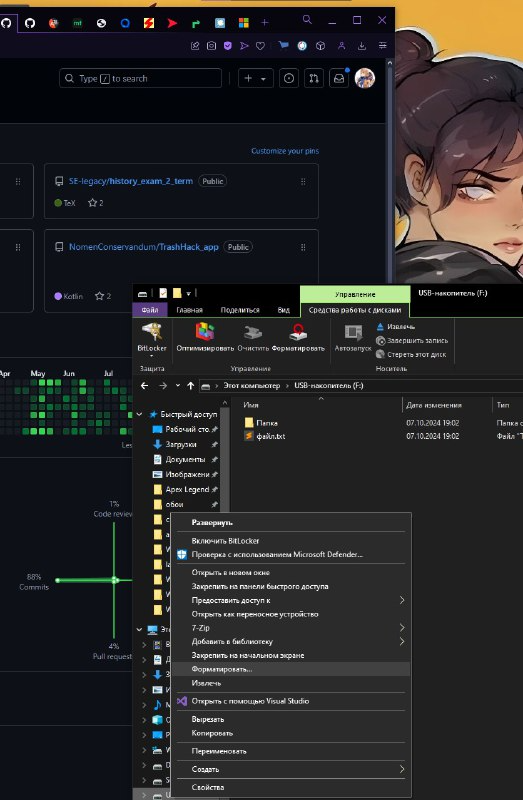 Type / to search
Customize your pins
SE-legacy/history_exam_2_term Public
TeX 2
NomenConservandum/TrashHack_app Public
Kotlin 2
Apr May Jun Jul
Les
1%
Code review
88%
Commits
4%
Pull request
Управление
USB-накопитель (F:)
Файл Главная Поделиться Вид Средства работы с дисками
BitLocker
Оптимизировать Очистить Форматировать
Автозапуск
Извлечь
Завершить запись
Стереть этот диск
Защита Управление Носитель
Этот компьютер USB-накопитель (F:)
Быстрый доступ
Рабочий сто.
Загрузки
Документы
Изображени
Apex Legend
обои
Имя Дата изменения Тип
Папка 07.10.2024 19:02 Папка с
файл.txt 07.10.2024 19:02 Файл "T
Развернуть
Включить BitLocker
Проверка с использованием Microsoft Defender...
Открыть в новом окне
Закрепить на панели быстрого доступа
Предоставить доступ к
Открыть как переносное устройство
7-Zip
Добавить в библиотеку
Закрепить на начальном экране
Форматировать...
Извлечь
Открыть с помощью Visual Studio
Вырезать
Копировать
Переименовать
Создать
Свойства